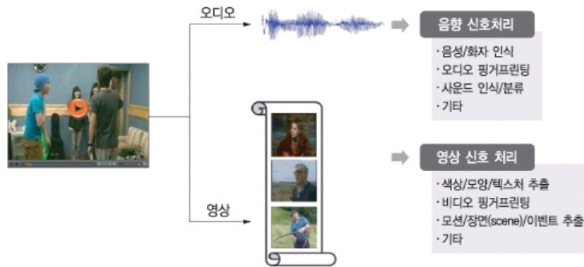 오디오
음향 신호처리
· 음성/화자 인식
· 오디오 핑거프린팅
· 사운드 인식/분류
· 기타
영상
영상 신호 처리
· 색상/모양/텍스처 추출
· 비디오 핑거프린팅
· 모션/장면(scene)/이벤트 추출
· 기타